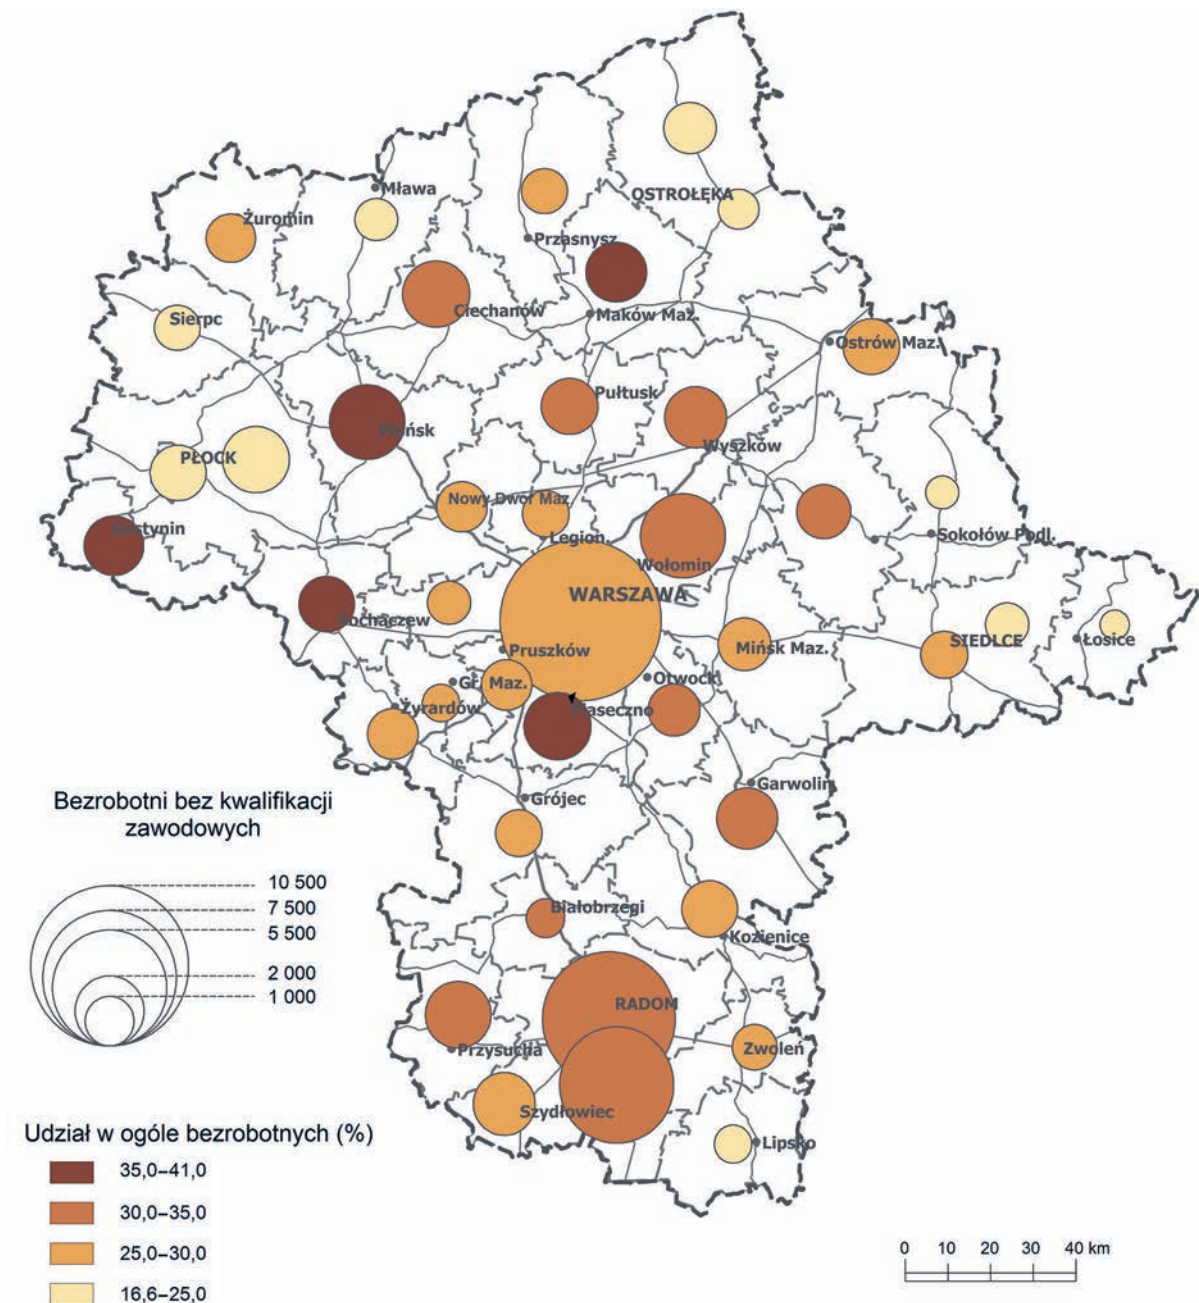 Mława
OSTROŁĘKA
Żuromin
Przasnysz
Ciechanów
Maków Maz.
Sierpc
Ostrów Maz.
Pułtusk
Płońsk
Wyszków
PŁOCK
Nowy Dwór Maz.
Gostynin
Legion.
Sokołów Podl.
Wołomin
WARSZAWA
Sochaczew
SIEDLCE
Łosice
Pruszków
Mińsk Maz.
Otwock
Gr. Maz.
Żyrardów
Piaseczno
Garwolin
Grójec
Bezrobotni bez kwalifikacji
zawodowych
10 500
7 500
5 500
2 000
1 000
Białobrzegi
Kozienice
RADOM
Przysucha
Zwoleń
Szydłowiec
Lipsko
Udział w ogóle bezrobotnych (%)
35,0–41,0
30,0–35,0
25,0–30,0
16,6–25,0
0 10 20 30 40 km